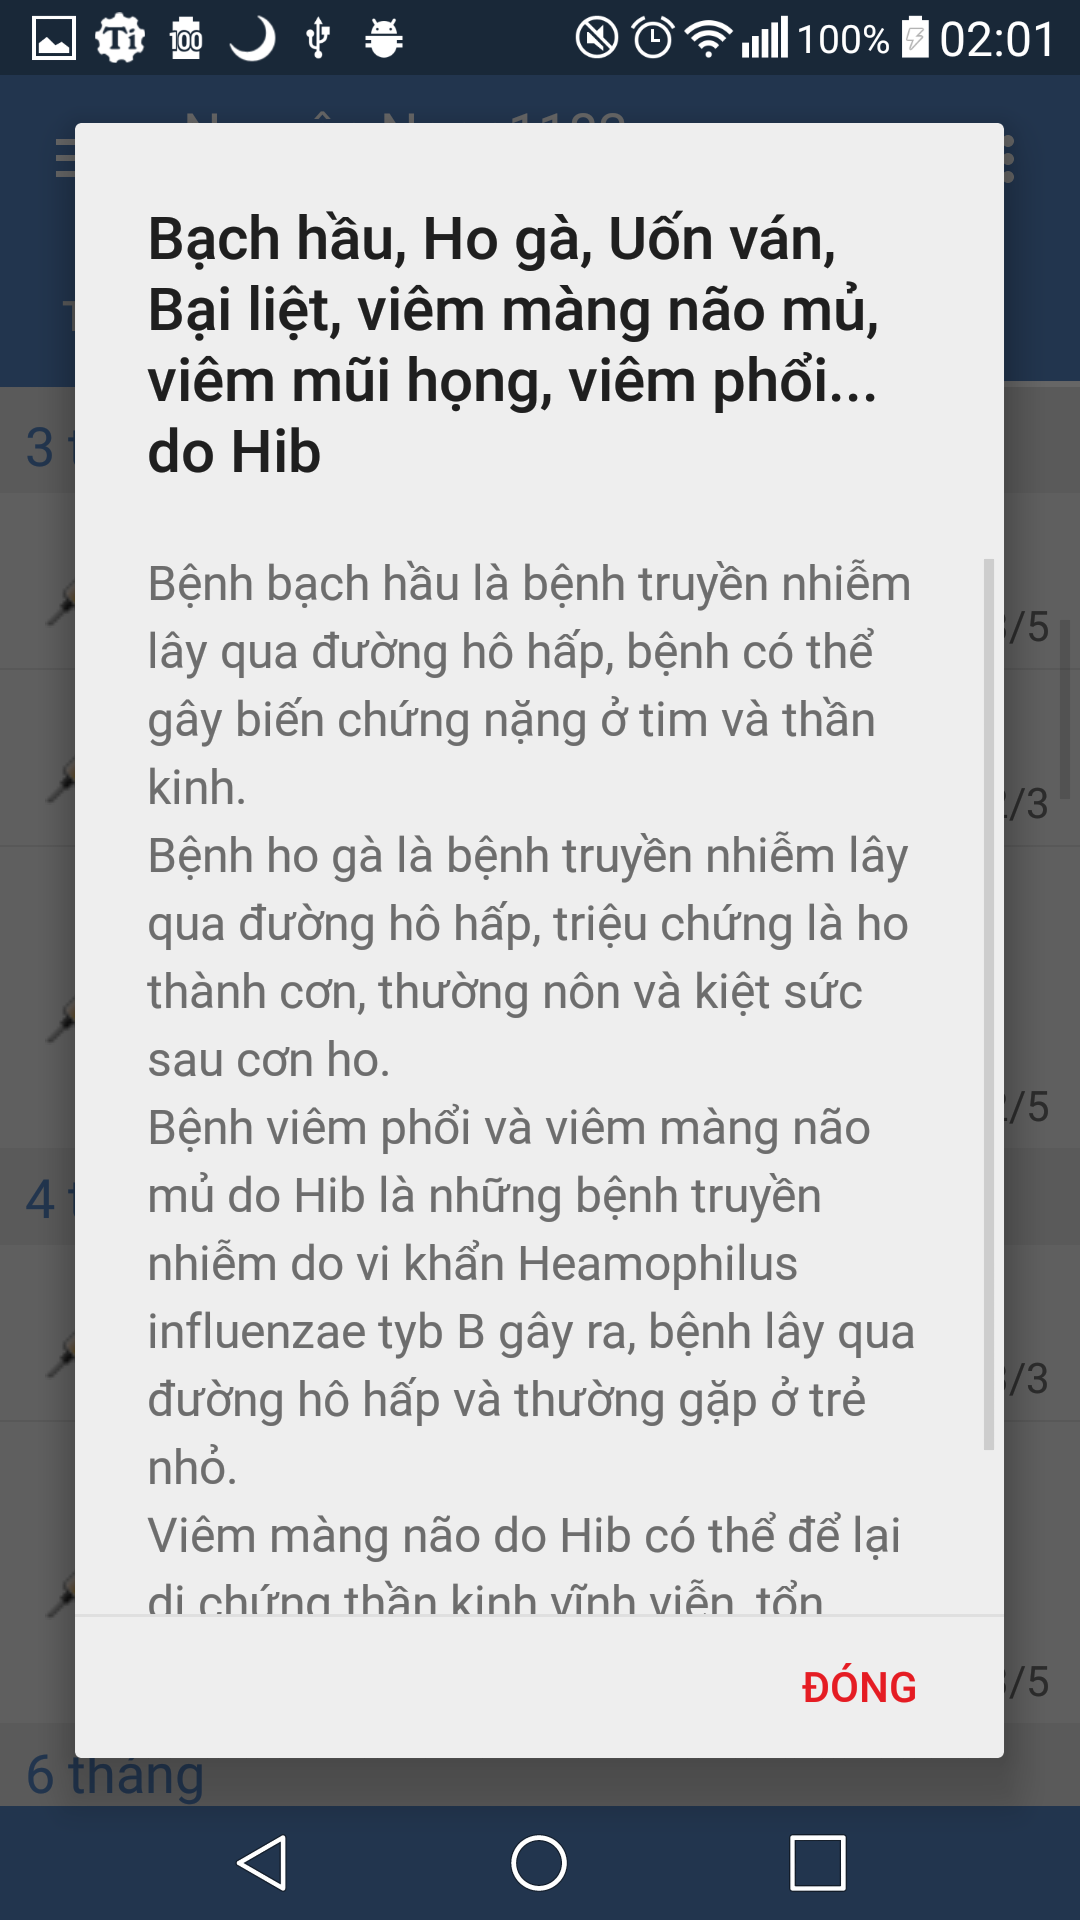 Ti
100
100%
02:01
Bạch hầu, Ho gà, Uốn ván,
Bại liệt, viêm màng não mủ,
viêm mũi họng, viêm phổi...
do Hib
Bệnh bạch hầu là bệnh truyền nhiễm
lây qua đường hô hấp, bệnh có thể
gây biến chứng nặng ở tim và thần
kinh.
Bệnh ho gà là bệnh truyền nhiễm lây
qua đường hô hấp, triệu chứng là ho
thành cơn, thường nôn và kiệt sức
sau cơn ho.
Bệnh viêm phổi và viêm màng não
mủ do Hib là những bệnh truyền
nhiễm do vi khẩn Heamophilus
influenzae tyb B gây ra, bệnh lây qua
đường hô hấp và thường gặp ở trẻ
nhỏ.
Viêm màng não do Hib có thể để lại
di chứng thần kinh vĩnh viễn, tổn
ĐÓNG
3
/5
/3
/5
4
/3
/5
6 tháng